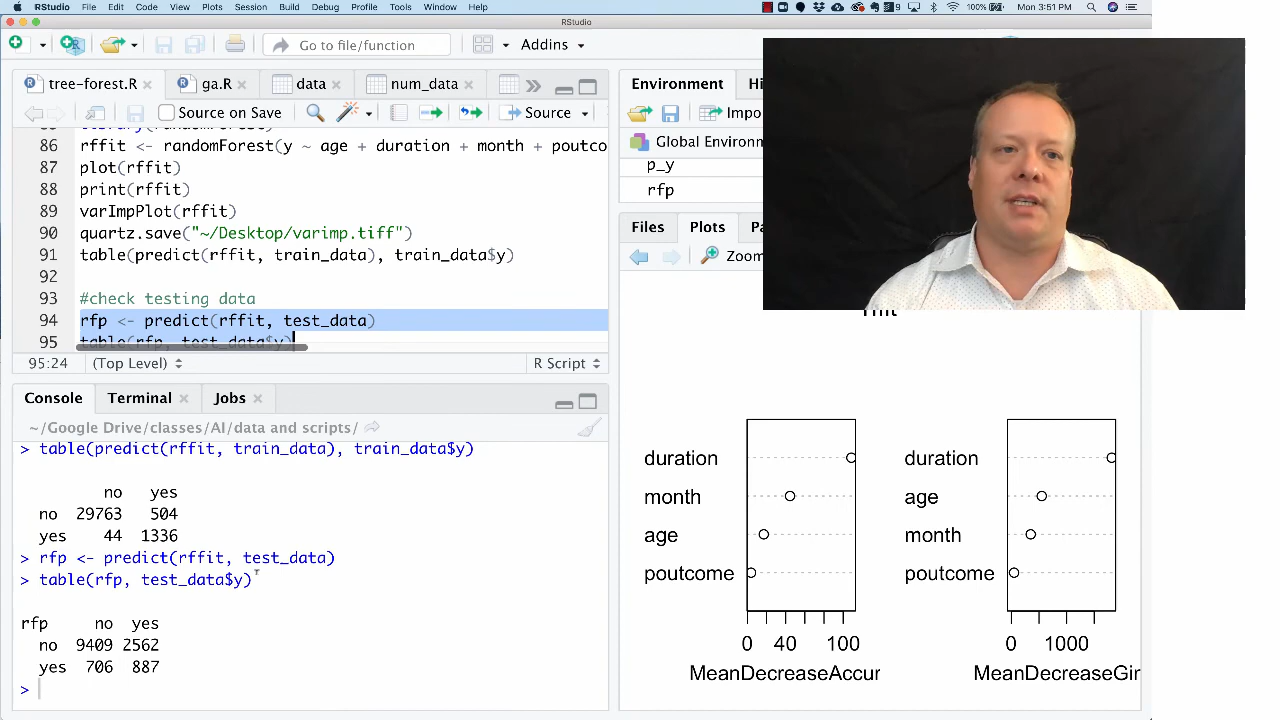 RStudio File Edit Code View Plots Session Build Debug Profile Tools Window Help 9 100% Mon 3:51 PM
RStudio
Go to file/function Addins
tree-forest.R ga.R data num_data
Environment
Source on Save Source
Global Environm
86 rffit <- randomForest(y ~ age + duration + month + poutco
87 plot(rffit)
88 print(rffit)
89 varImpPlot(rffit)
90 quartz.save("~/Desktop/varimp.tiff")
91 table(predict(rffit, train_data), train_data$y)
92
93 #check testing data
94 rfp <- predict(rffit, test_data)
95 table(rfp, test_data$y)
95:24 (Top Level) R Script
p_y
rfp
Files Plots
Zoom
Console Terminal Jobs
~/Google Drive/classes/AI/data and scripts/
> table(predict(rffit, train_data), train_data$y)
no yes
no 29763 504
yes 44 1336
> rfp <- predict(rffit, test_data)
> table(rfp, test_data$y)
rfp no yes
no 9409 2562
yes 706 887
>
duration
month
age
poutcome
0 40 100
MeanDecreaseAccur
duration
age
month
poutcome
0 1000
MeanDecreaseGir